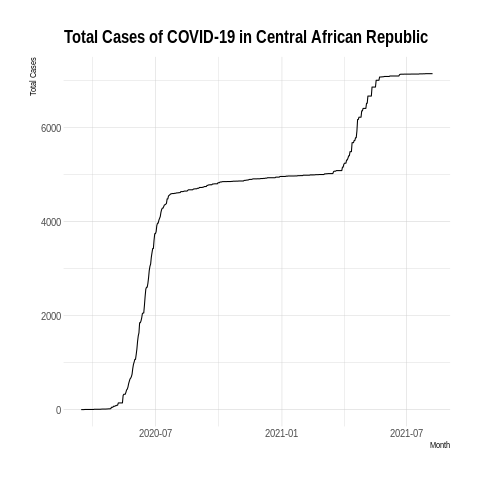 Total Cases of COVID-19 in Central African Republic
Total Cases
6000
4000
2000
0
2020-07
2021-01
2021-07
Month